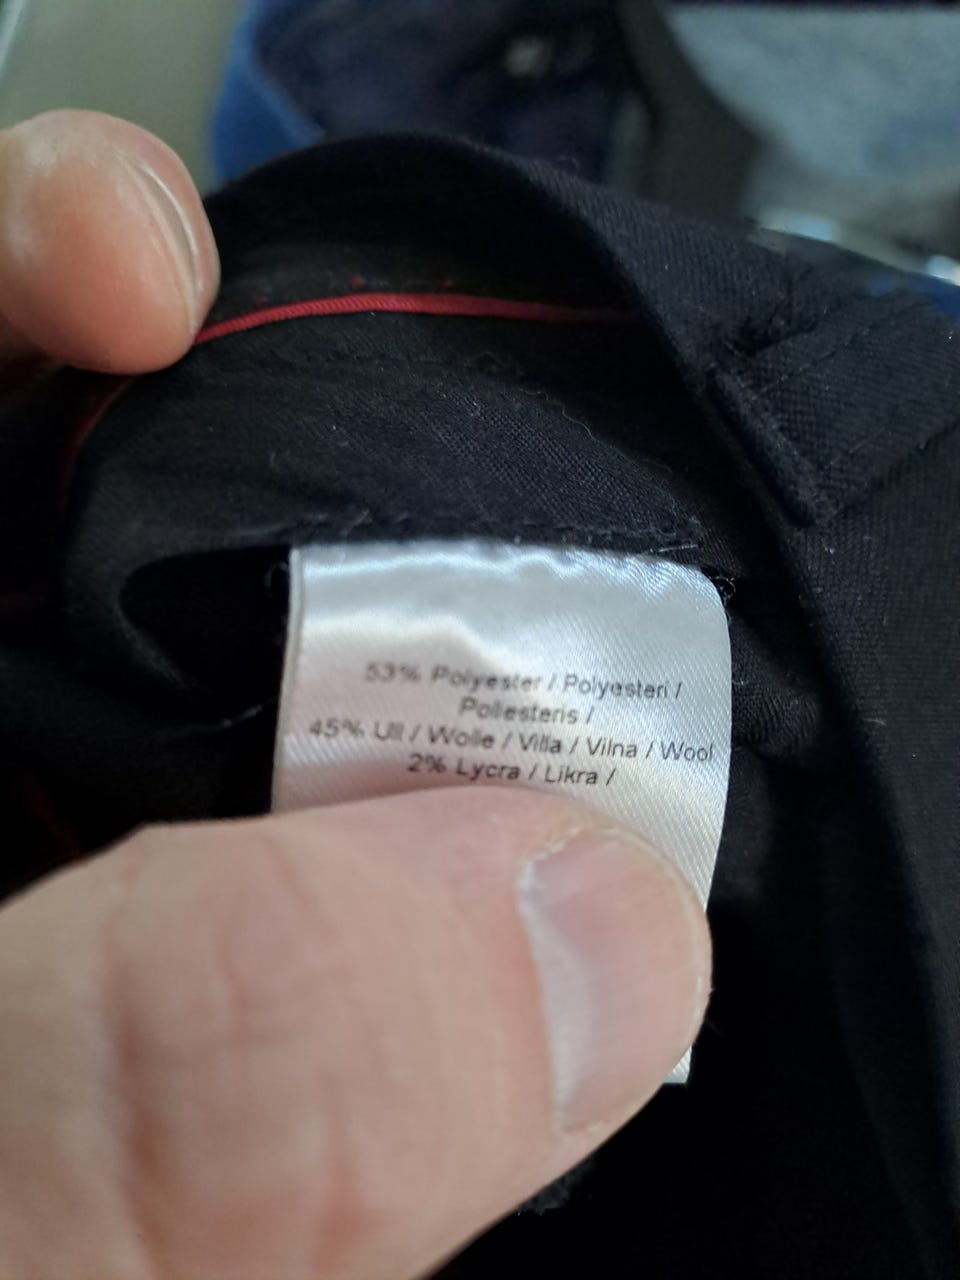 53% Polyester / Polyesteri /
Poliesteris /
45% Ull / Wolle / Villa / Vilna / Wool
2% Lycra / Likra /